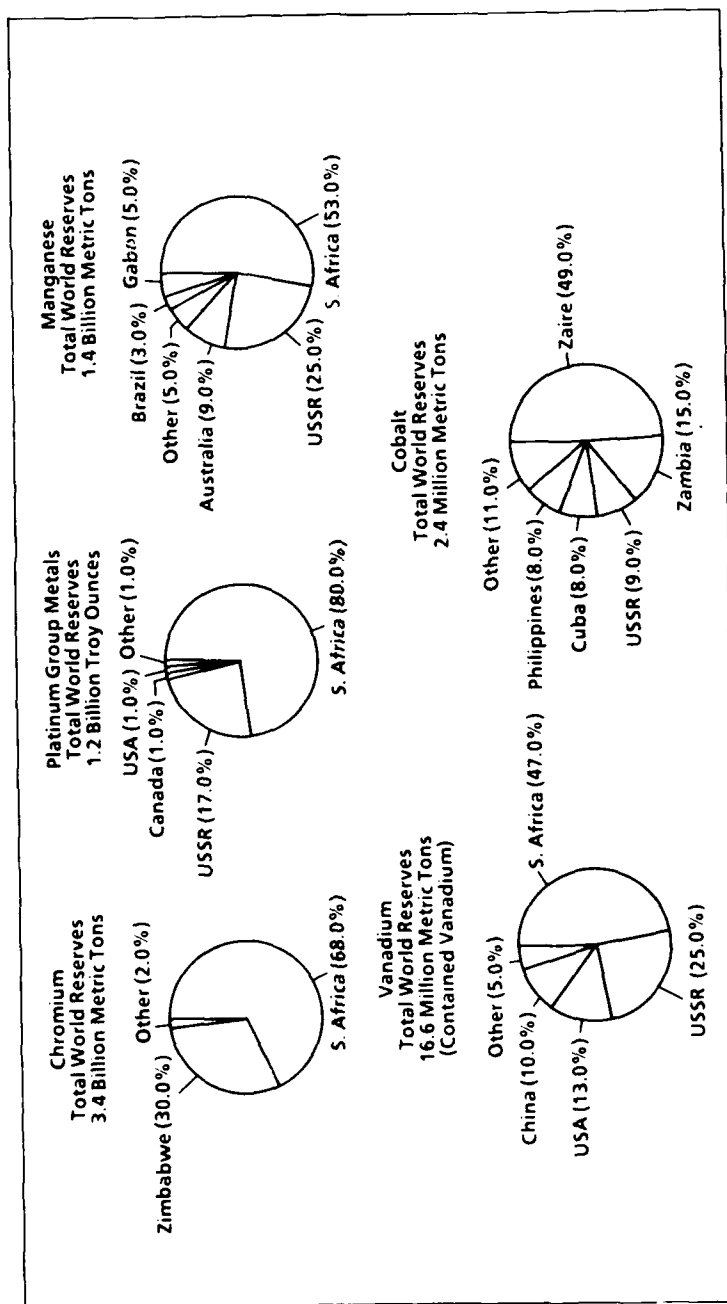 Chromium
Total World Reserves
3.4 Billion Metric Tons
Other (2.0%)
Zimbabwe (30.0%)
S. Africa (68.0%)
Platinum Group Metals
Total World Reserves
1.2 Billion Troy Ounces
USA (1.0%)
Other (1.0%)
Canada (1.0%)
USSR (17.0%)
S. Africa (80.0%)
Manganese
Total World Reserves
1.4 Billion Metric Tons
Gabon (5.0%)
Brazil (3.0%)
Other (5.0%)
Australia (9.0%)
USSR (25.0%)
S. Africa (53.0%)
Vanadium
Total World Reserves
16.6 Million Metric Tons
(Contained Vanadium)
Other (5.0%)
S. Africa (47.0%)
China (10.0%)
USA (13.0%)
USSR (25.0%)
Cobalt
Total World Reserves
2.4 Million Metric Tons
Other (11.0%)
Zaire (49.0%)
Philippines (8.0%)
Cuba (8.0%)
USSR (9.0%)
Zambia (15.0%)